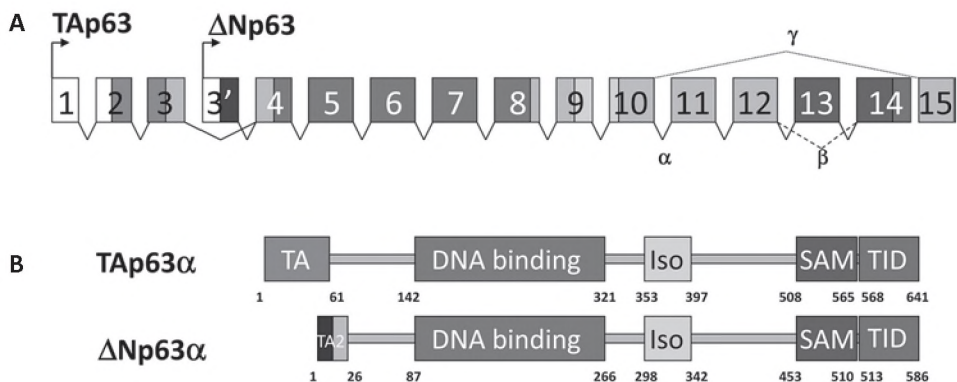 A
TAp63 ΔNp63
γ
1 2 3 3’ 4 5 6 7 8 9 10 11 12 13 14 15
α β
B
TAp63α TA DNA binding Iso SAM TID
1 61 142 321 353 397 508 565 568 641
ΔNp63α TA2 DNA binding Iso SAM TID
1 26 87 266 298 342 453 510 513 586